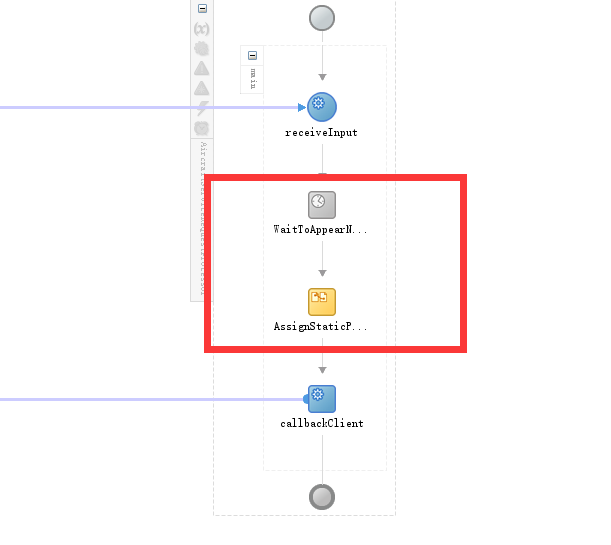 (x)
main
receiveInput
WaitToAppearN...
AssignStaticP...
callbackClient